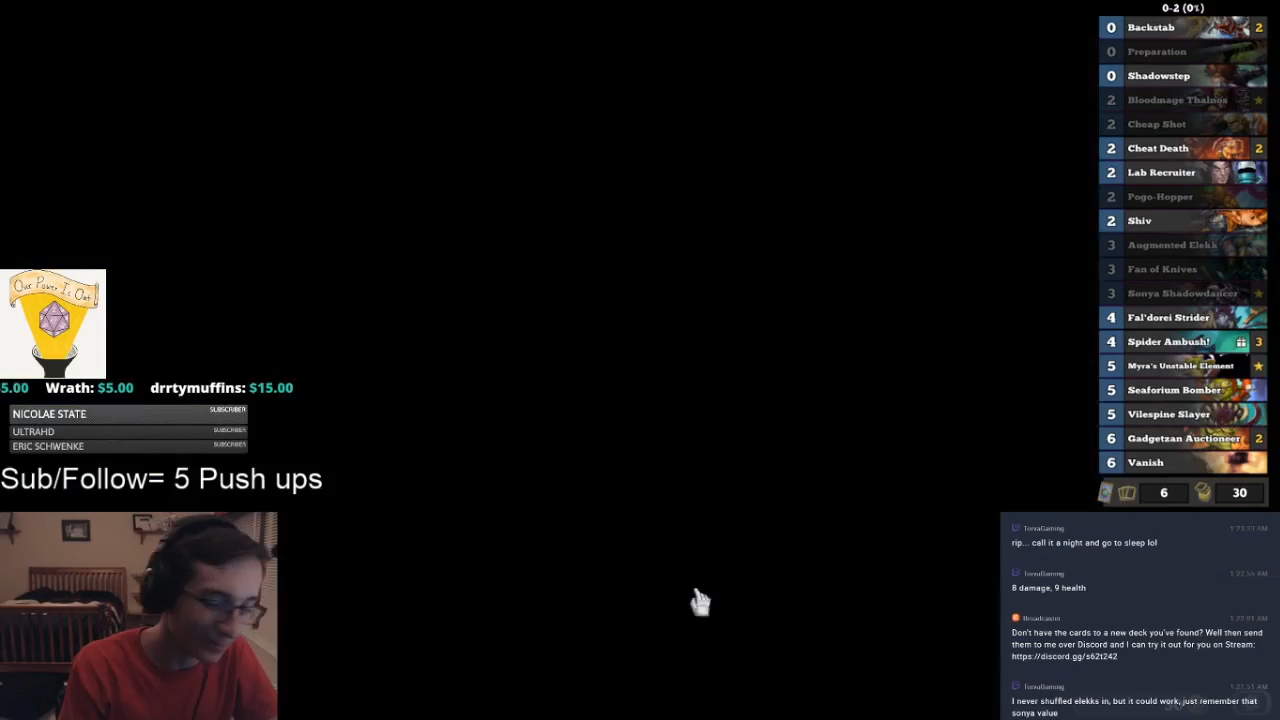 0-2 (0%)
0 Backstab 2
0 Preparation
0 Shadowstep
2 Bloodmage Thalnos
2 Cheap Shot
2 Cheat Death 2
2 Lab Recruiter
2 Pogo-Hopper
2 Shiv
3 Augmented Elekk
3 Fan of Knives
3 Sonya Shadowdancer
4 Fal'dorei Strider
4 Spider Ambush! 3
5 Myra's Unstable Element
5 Seaforium Bomber
5 Vilespine Slayer
6 Gadgetzan Auctioneer 2
6 Vanish
6 30
Our Power Is Out
5.00 Wrath: $5.00 drrtymuffins: $15.00
NICOLAE STATE SUBSCRIBER
ULTRAHD SUBSCRIBER
ERIC SCHWENKE SUBSCRIBER
Sub/Follow= 5 Push ups
rip... call it a night and go to sleep lol
8 damage, 9 health
Broadcaster
Don't have the cards to a new deck you've found? Well then send
them to me over Discord and I can try it out for you on Stream:
https://discord.gg/s62t242
I never shuffled elekks in, but it could work, just remember that
sonya value